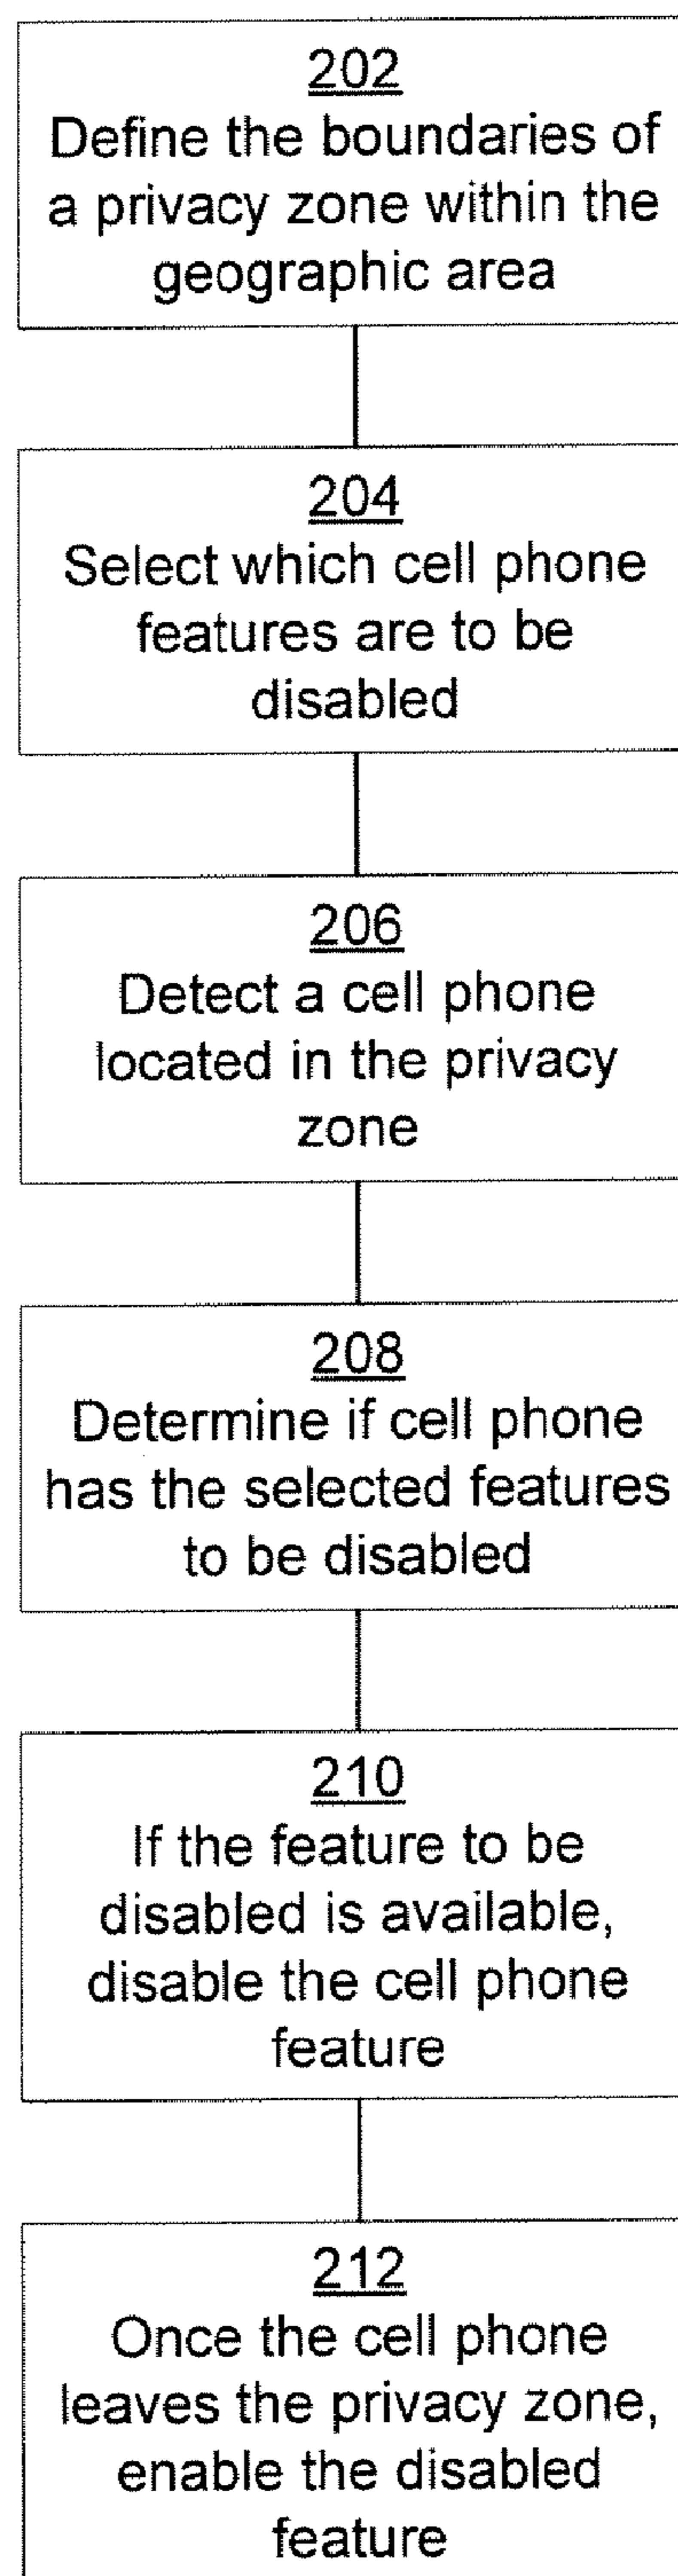 202
Define the boundaries of
a privacy zone within the
geographic area
204
Select which cell phone
features are to be
disabled
206
Detect a cell phone
located in the privacy
zone
208
Determine if cell phone
has the selected features
to be disabled
210
If the feature to be
disabled is available,
disable the cell phone
feature
212
Once the cell phone
leaves the privacy zone,
enable the disabled
feature